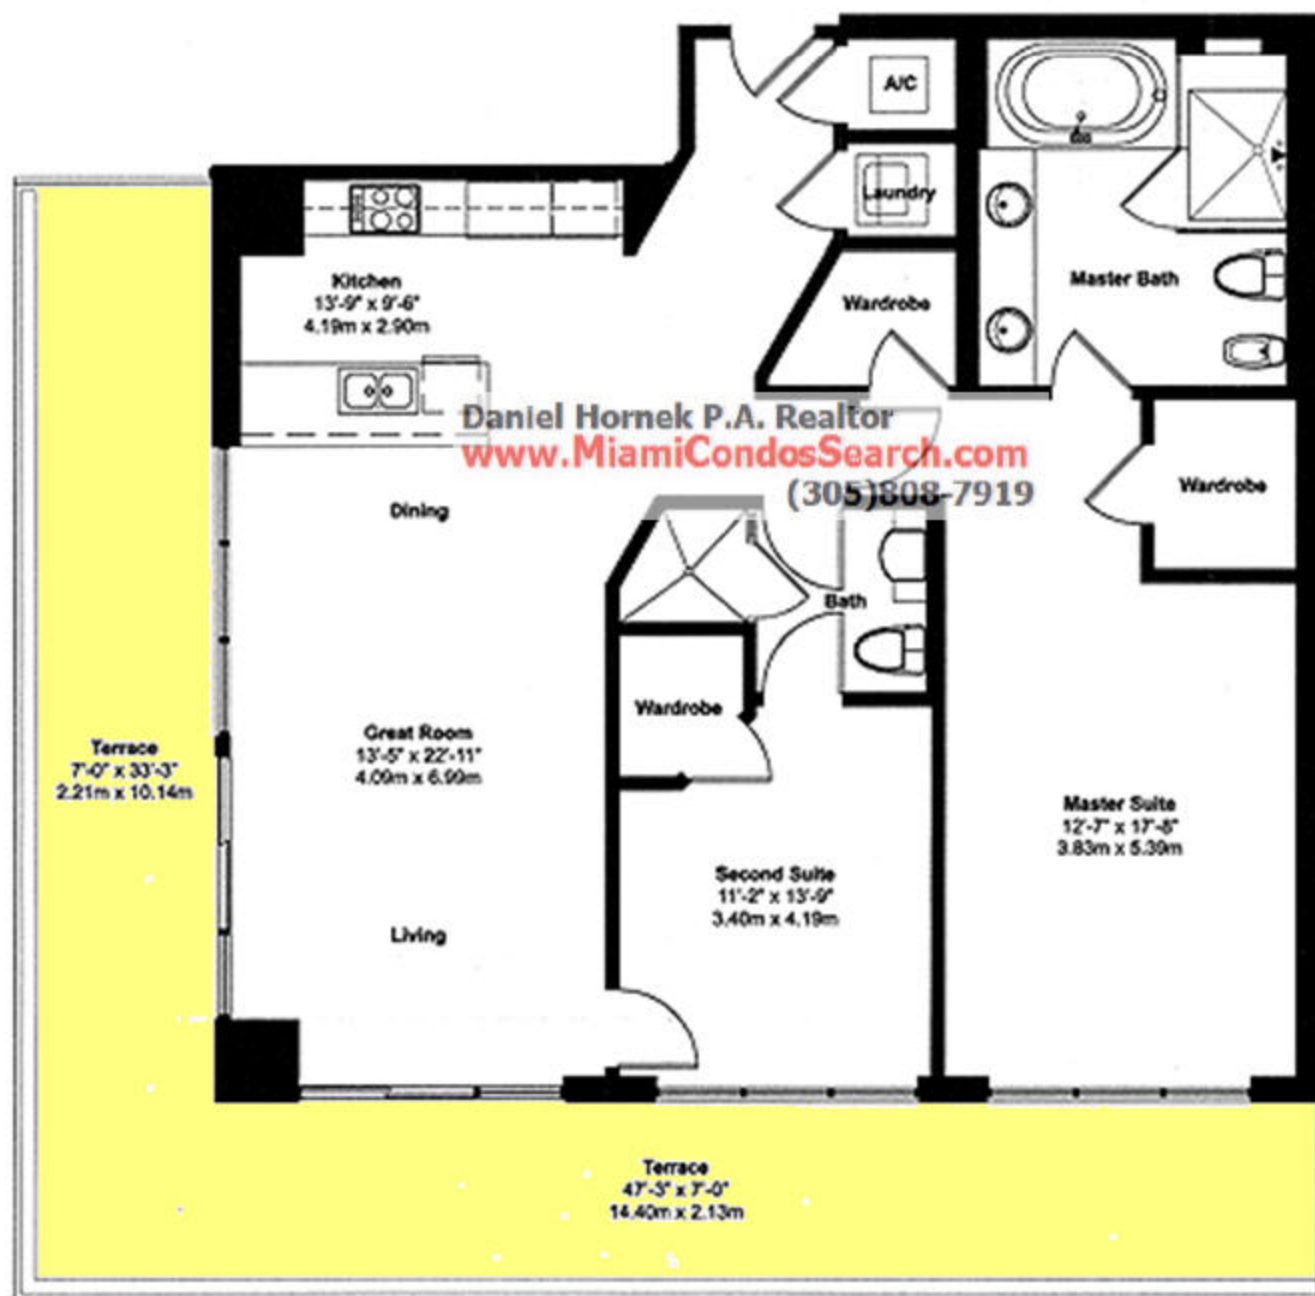 A/C
Laundry
Kitchen
13'-9" x 9'-6"
4.19m x 2.90m
Wardrobe
Master Bath
Daniel Hornek P.A. Realtor
www.MiamiCondosSearch.com
(305)808-7919
Wardrobe
Dining
Bath
Wardrobe
Great Room
13'-5" x 22'-11"
4.09m x 6.99m
Terrace
7'-0" x 33'-3"
2.21m x 10.14m
Master Suite
12'-7" x 17'-8"
3.83m x 5.39m
Second Suite
11'-2" x 13'-9"
3.40m x 4.19m
Living
Terrace
47'-3" x 7'-0"
14.40m x 2.13m